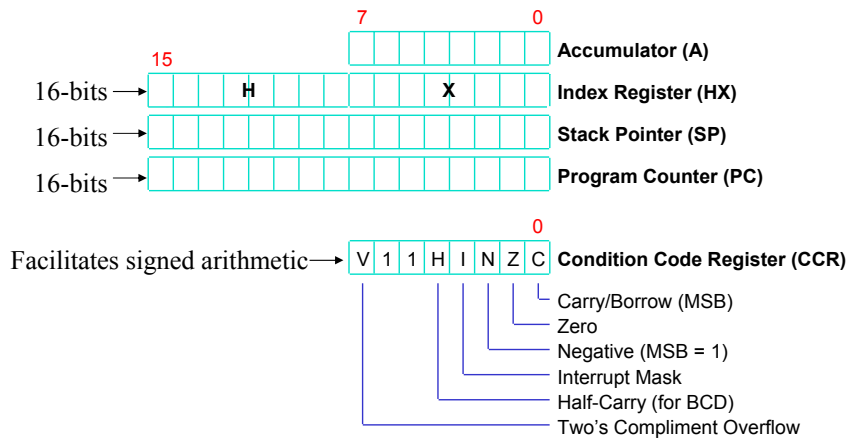 7 0
Accumulator (A)
15
16-bits H X Index Register (HX)
16-bits Stack Pointer (SP)
16-bits Program Counter (PC)
0
Facilitates signed arithmetic V 1 1 H I N Z C Condition Code Register (CCR)
Carry/Borrow (MSB)
Zero
Negative (MSB = 1)
Interrupt Mask
Half-Carry (for BCD)
Two's Compliment Overflow